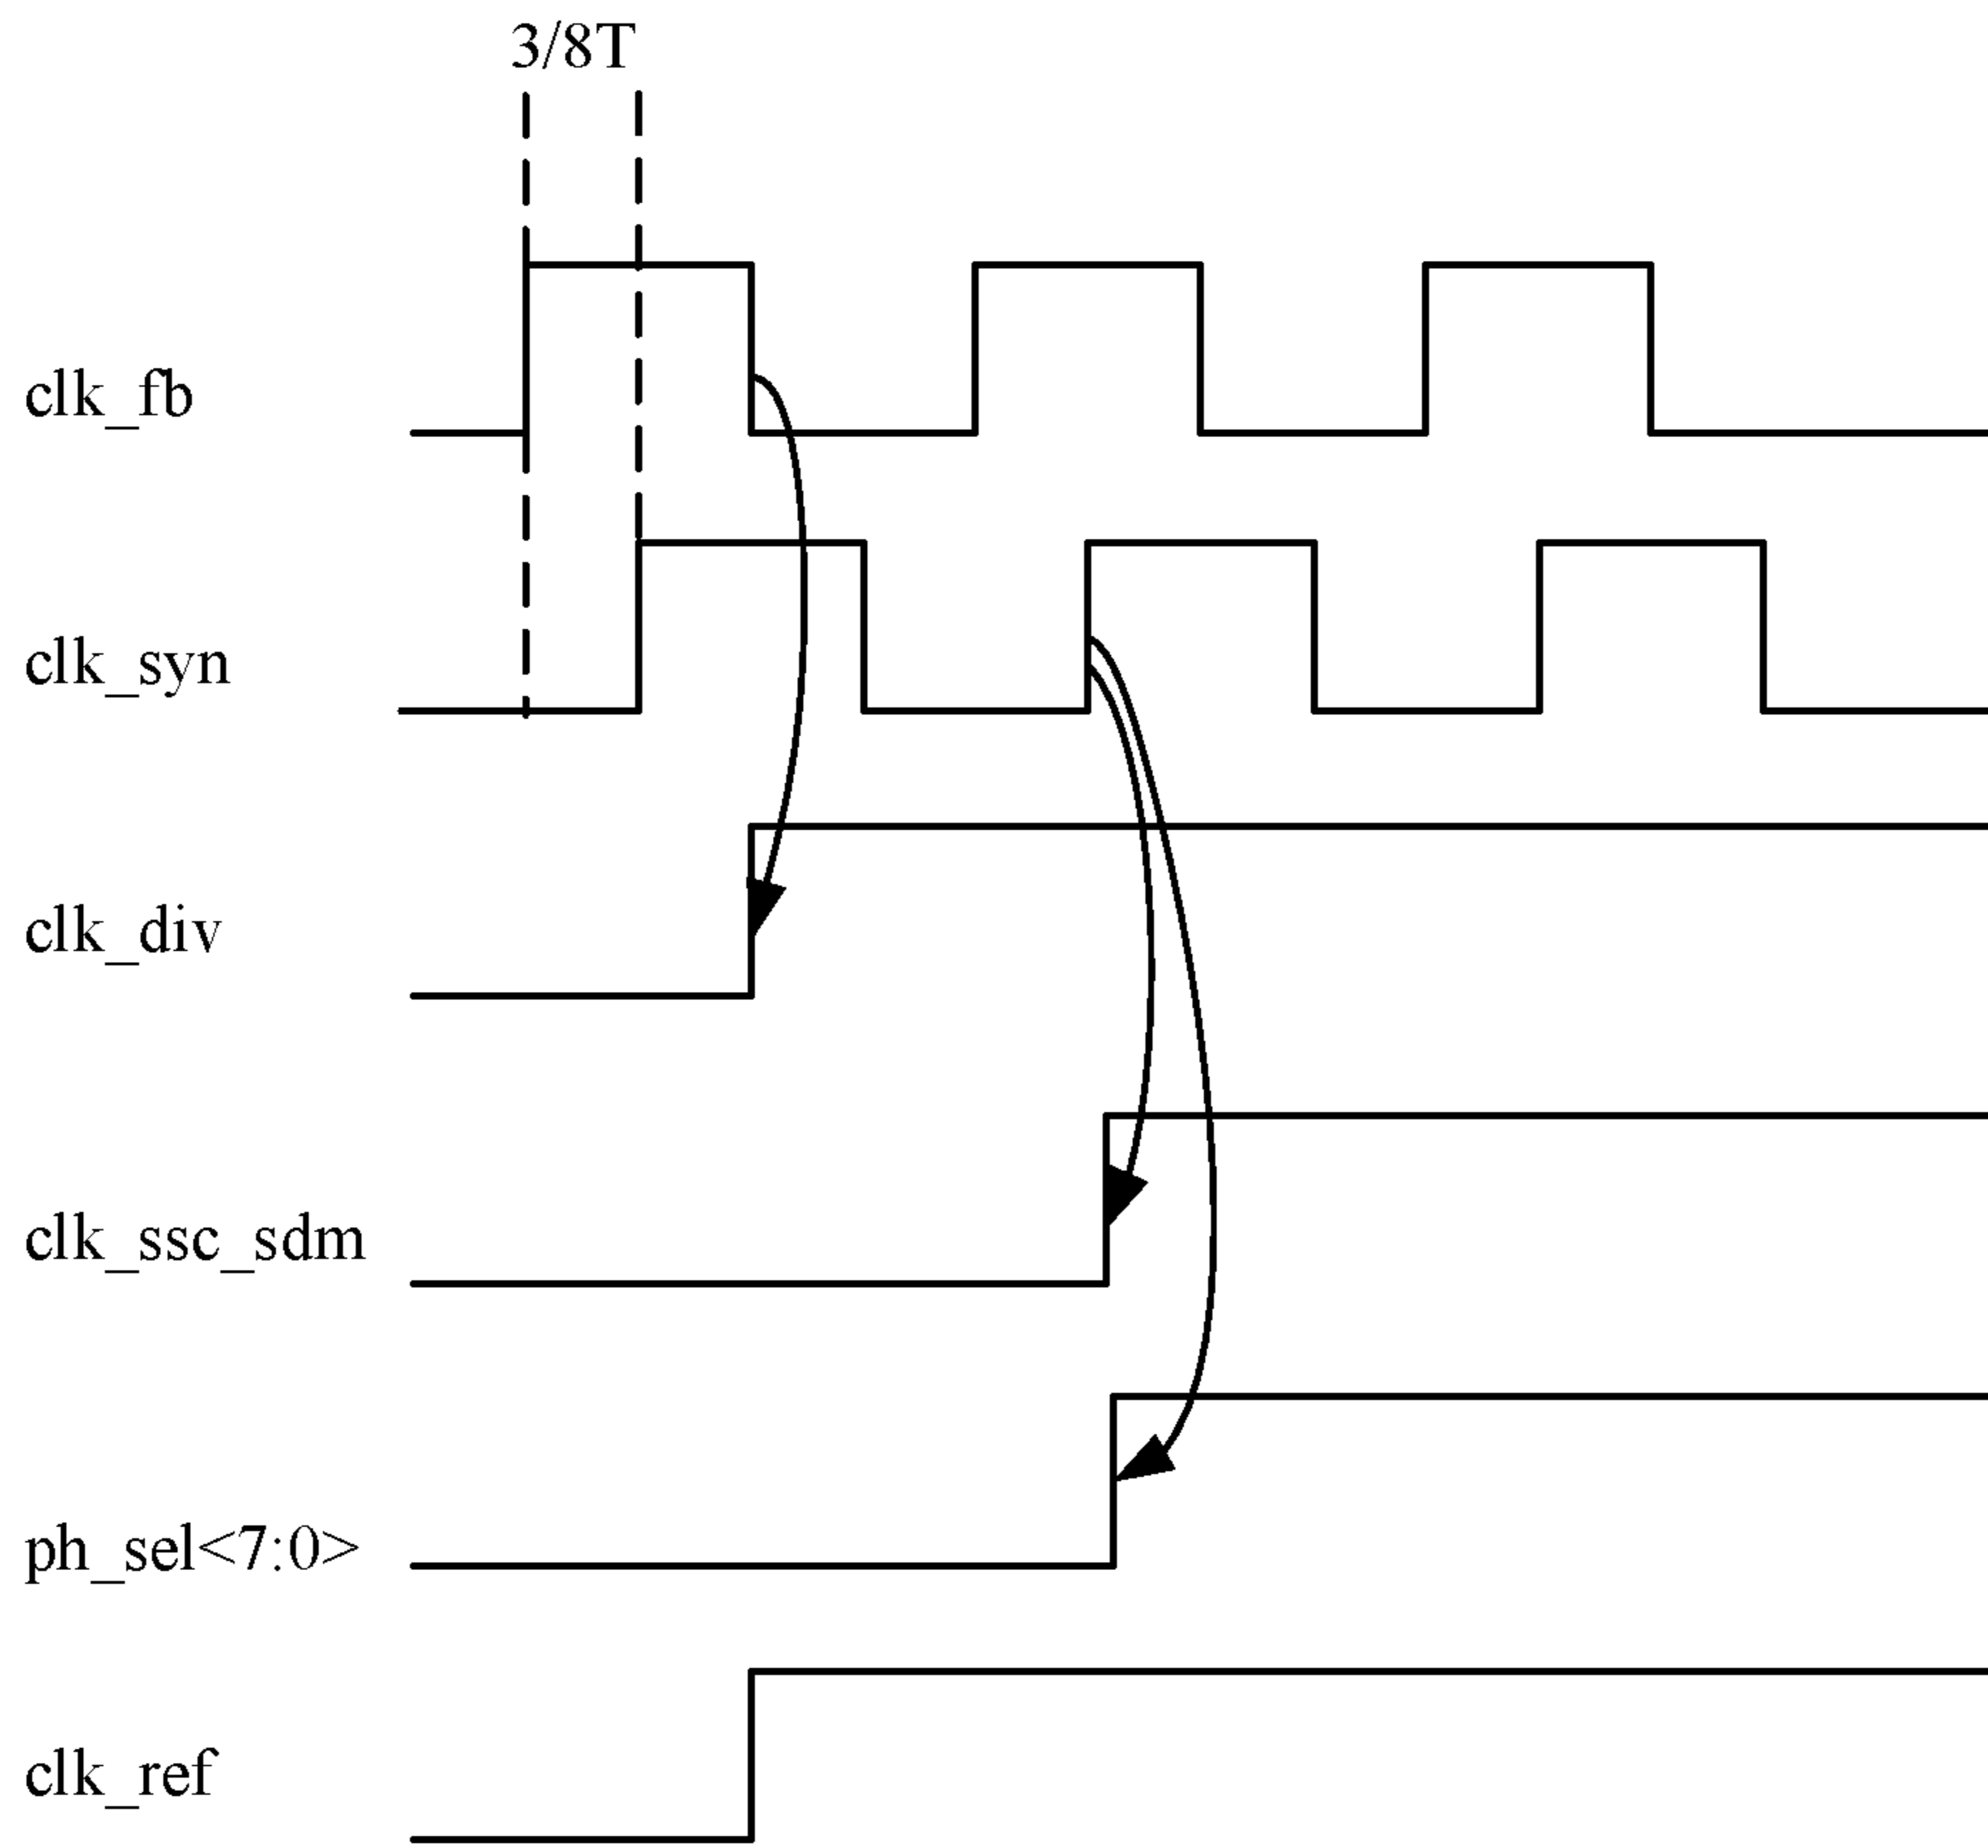 3/8T
clk_fb
clk_syn
clk_div
clk_ssc_sdm
ph_sel<7:0>
clk_ref